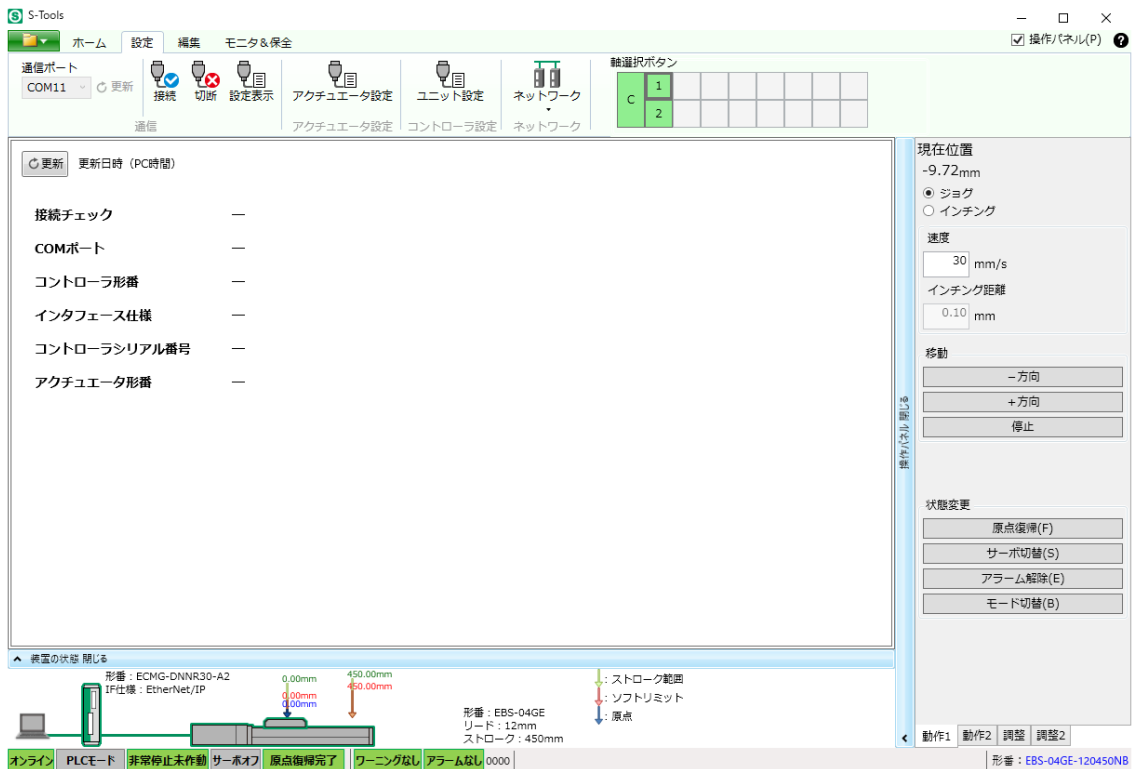 S-Tools
ホーム 設定 編集 モニタ&保全
操作パネル(P)
通信ポート
COM11 更新
接続 切断 設定表示 アクチュエータ設定 ユニット設定 ネットワーク
軸選択ボタン
C 1
2
通信 アクチュエータ設定 コントローラ設定 ネットワーク
更新 更新日時（PC時間）
接続チェック —
COMポート —
コントローラ形番 —
インタフェース仕様 —
コントローラシリアル番号 —
アクチュエータ形番 —
操作パネル 閉じる
現在位置
-9.72mm
ジョグ
インチング
速度
30 mm/s
インチング距離
0.10 mm
移動
－方向
+方向
停止
状態変更
原点復帰(F)
サーボ切替(S)
アラーム解除(E)
モード切替(B)
動作1 動作2 調整 調整2
装置の状態 閉じる
形番：ECMG-DNNR30-A2
IF仕様：EtherNet/IP
0.00mm 450.00mm
0.00mm 450.00mm
0.00mm
形番：EBS-04GE
リード：12mm
ストローク：450mm
：ストローク範囲
：ソフトリミット
：原点
オンライン PLCモード 非常停止未作動 サーボオフ 原点復帰完了 ワーニングなし アラームなし 0000
形番：EBS-04GE-120450NB